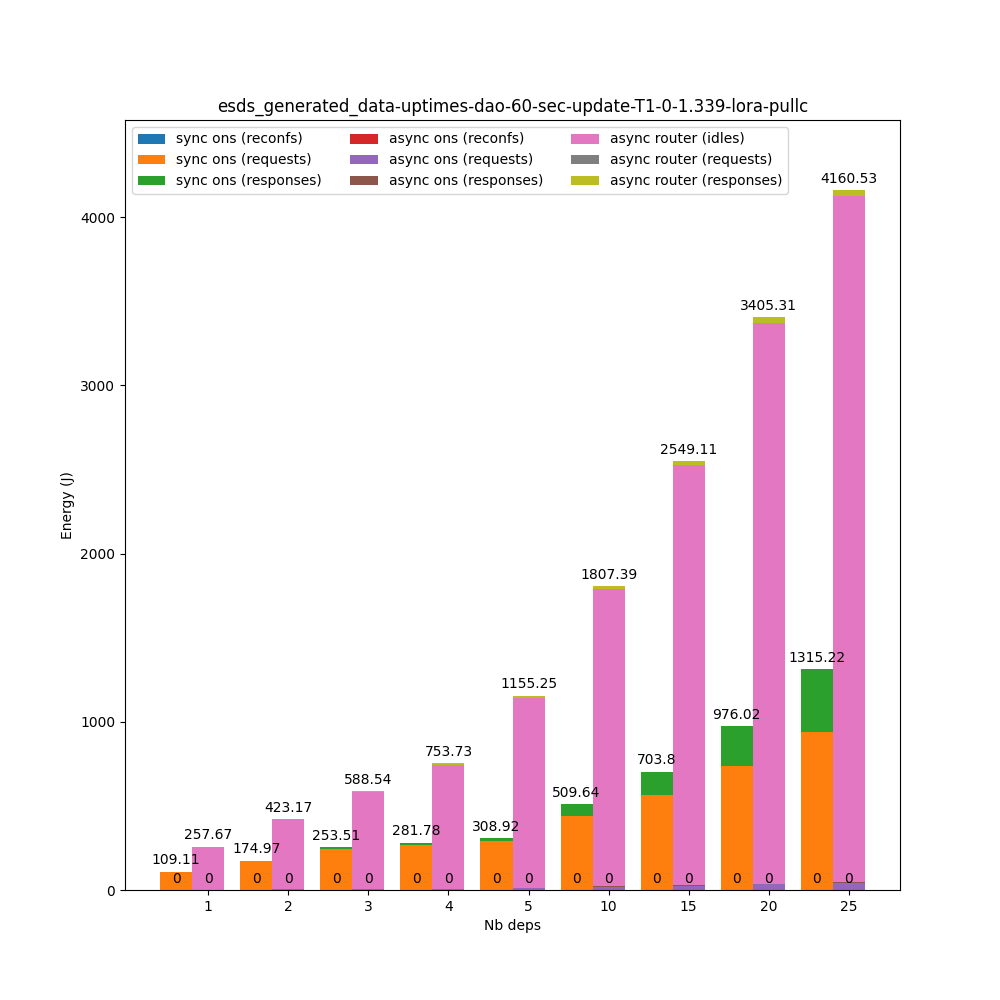 esds_generated_data-uptimes-dao-60-sec-update-T1-0-1.339-lora-pullc
sync ons (reconfs) async ons (reconfs) async router (idles)
sync ons (requests) async ons (requests) async router (requests)
sync ons (responses) async ons (responses) async router (responses)
4160.53
4000
3405.31
3000
2549.11
Energy (J)
2000
1807.39
1315.22
1155.25
1000
976.02
753.73
703.8
588.54
509.64
423.17
308.92
281.78
253.51
257.67
174.97
109.11
0 0 0 0 0 0 0 0 0 0 0 0 0 0 0 0 0 0
0
1 2 3 4 5 10 15 20 25
Nb deps